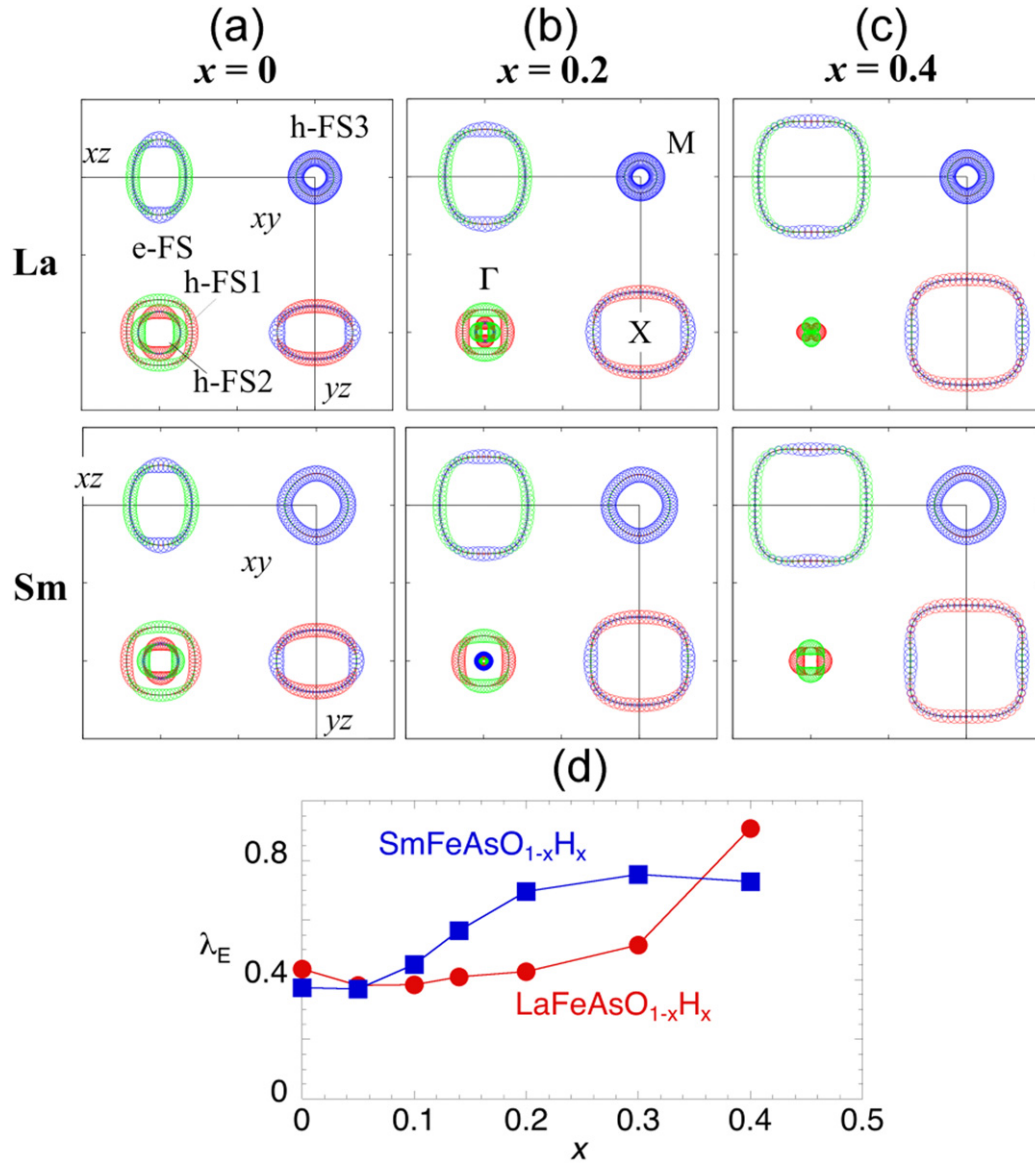 (a) (b) (c)
x = 0 x = 0.2 x = 0.4
h-FS3
M
xz
xy
e-FS
La
h-FS1
Γ
h-FS2
X
yz
xz
xy
Sm
yz
(d)
0.8
SmFeAsO1-xHx
λE
0.4
LaFeAsO1-xHx
0
0 0.1 0.2 0.3 0.4 0.5
x